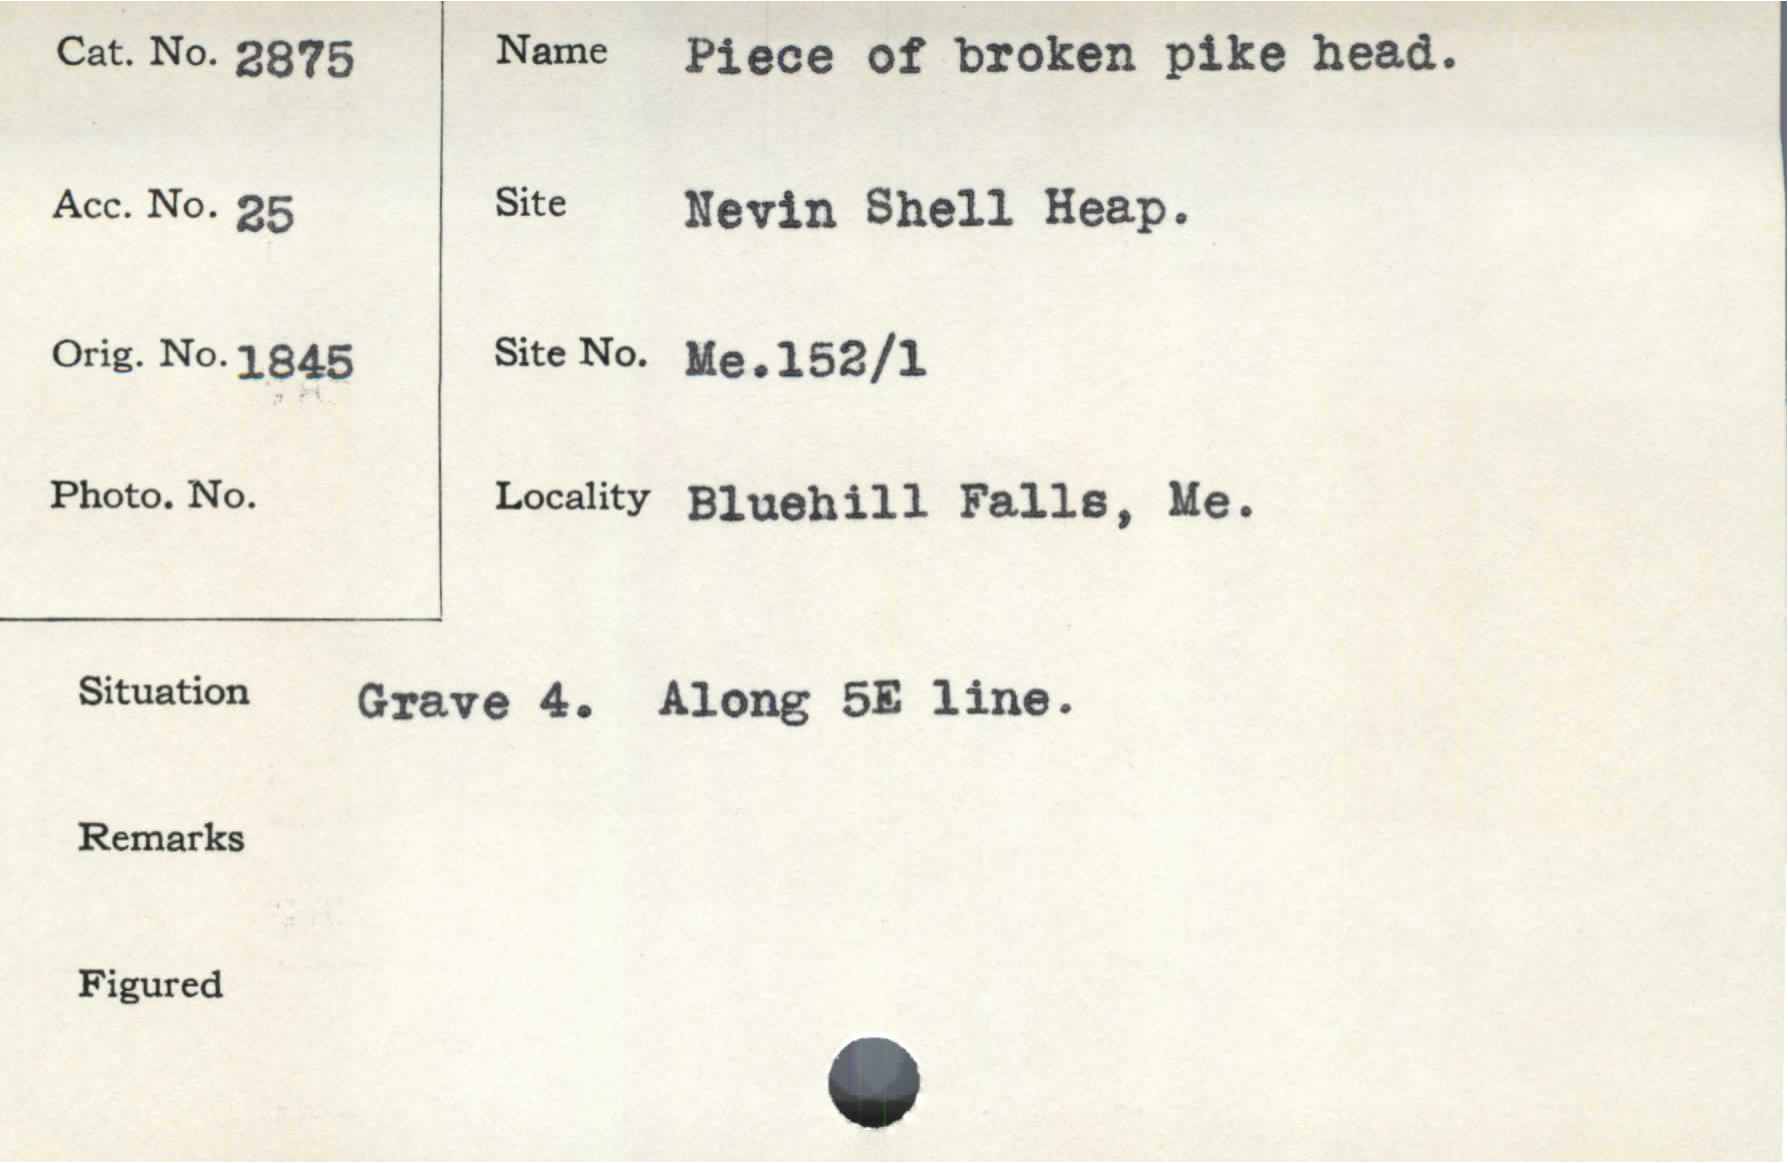 Cat. No. 2875
Name Piece of broken pike head.
Acc. No. 25
Site Nevin Shell Heap.
Orig. No. 1845
Site No. Me.152/1
Photo. No.
Locality Bluehill Falls, Me.
Situation Grave 4. Along 5E line.
Remarks
Figured